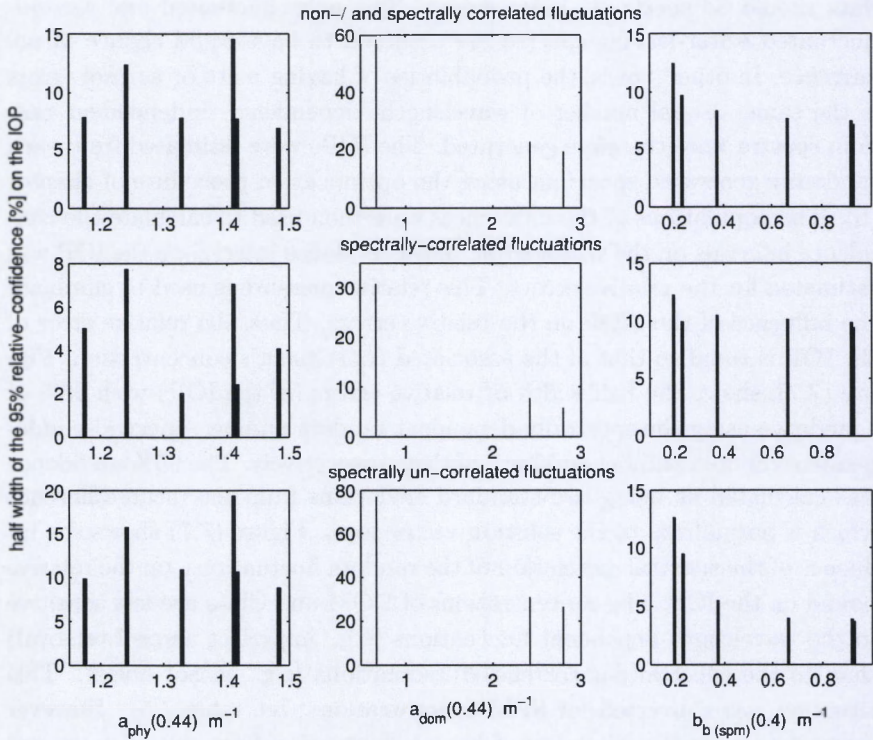 non–/ and spectrally correlated fluctuations
half width of the 95% relative–confidence [%] on the IOP
15
10
5
0
1.2 1.3 1.4 1.5
60
40
20
0
1 2 3
15
10
5
0
0.2 0.4 0.6 0.8
spectrally–correlated fluctuations
8
6
4
2
0
1.2 1.3 1.4 1.5
30
20
10
0
1 2 3
15
10
5
0
0.2 0.4 0.6 0.8
spectrally un–correlated fluctuations
20
15
10
5
0
1.2 1.3 1.4 1.5
80
60
40
20
0
1 2 3
15
10
5
0
0.2 0.4 0.6 0.8
a phy (0.44) m⁻¹
a dom (0.44) m⁻¹
b b (spm) (0.4) m⁻¹